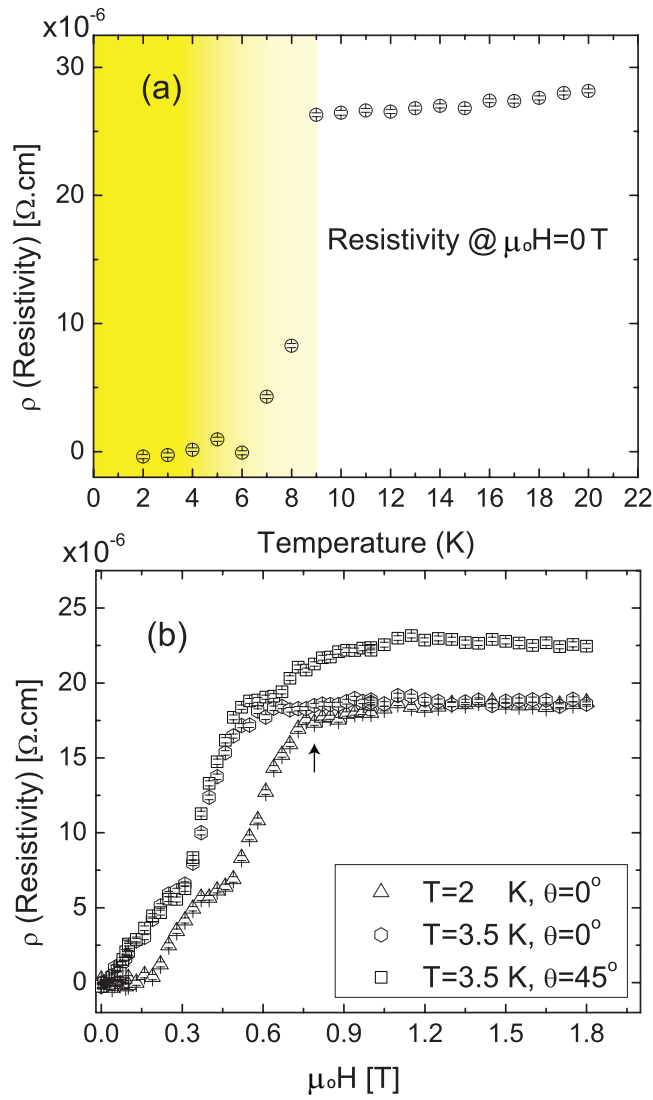 x10⁻⁶
30
(a)
20
Resistivity @ μₒH=0 T
10
0
ρ (Resistivity) [Ω.cm]
0 2 4 6 8 10 12 14 16 18 20 22
Temperature (K)
x10⁻⁶
25
(b)
20
15
10
5
0
ρ (Resistivity) [Ω.cm]
T=2 K, θ=0°
T=3.5 K, θ=0°
T=3.5 K, θ=45°
0.0 0.3 0.6 0.9 1.2 1.5 1.8
μₒH [T]